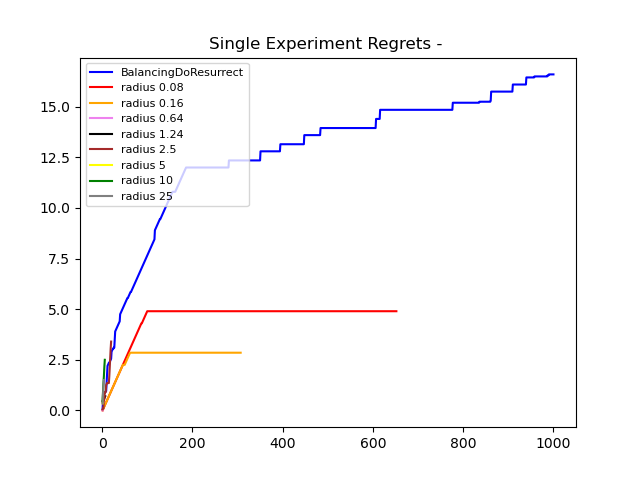 Single Experiment Regrets -
BalancingDoResurrect
radius 0.08
radius 0.16
radius 0.64
radius 1.24
radius 2.5
radius 5
radius 10
radius 25
15.0
12.5
10.0
7.5
5.0
2.5
0.0
0 200 400 600 800 1000